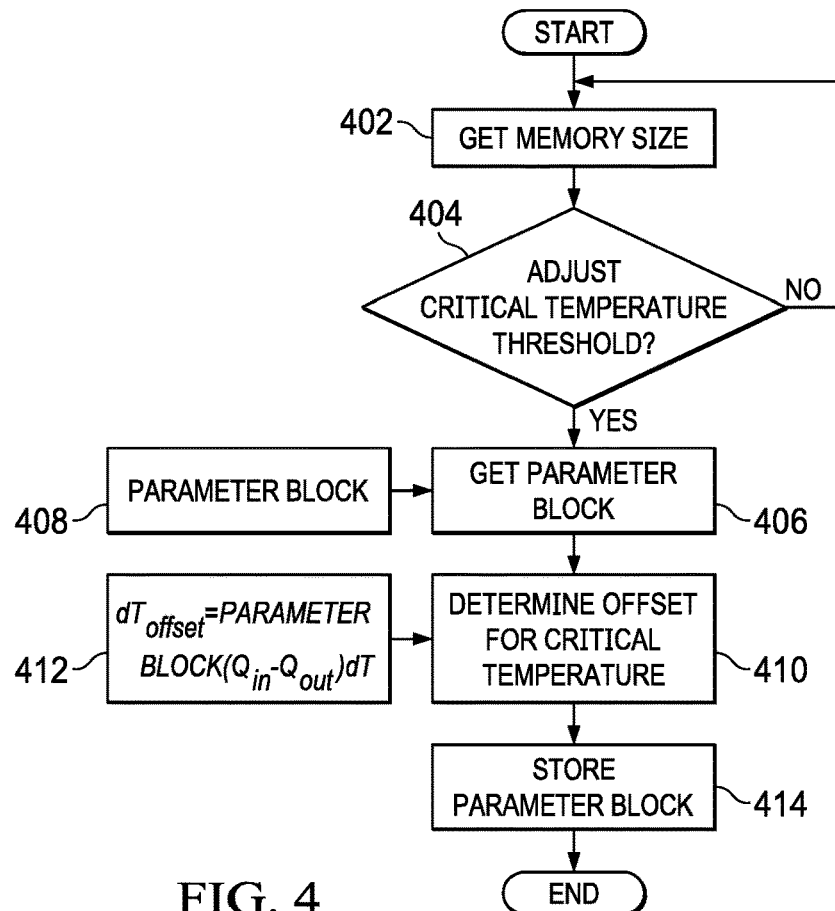 START
402
GET MEMORY SIZE
404
ADJUST
CRITICAL TEMPERATURE
THRESHOLD?
NO
YES
408
PARAMETER BLOCK
GET PARAMETER
BLOCK
406
412
dT_offset=PARAMETER
BLOCK(Q_in-Q_out)dT
DETERMINE OFFSET
FOR CRITICAL
TEMPERATURE
410
STORE
PARAMETER BLOCK
414
FIG. 4
END